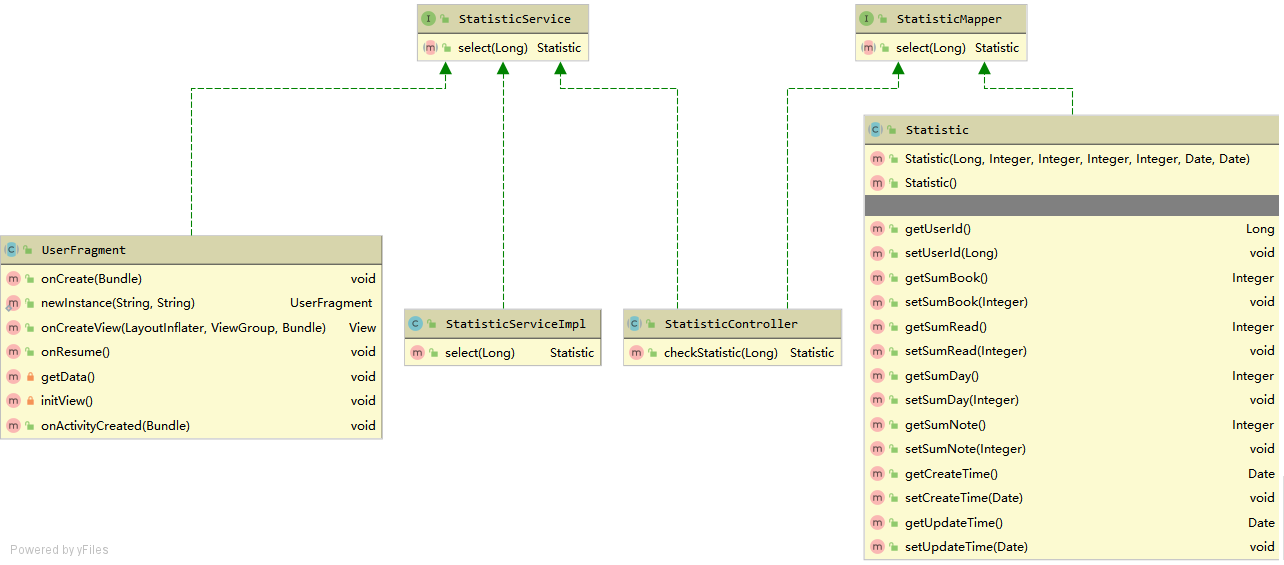 StatisticService
select(Long) Statistic
StatisticMapper
select(Long) Statistic
Statistic
Statistic(Long, Integer, Integer, Integer, Integer, Date, Date)
Statistic()
getUserId() Long
setUserId(Long) void
getSumBook() Integer
setSumBook(Integer) void
getSumRead() Integer
setSumRead(Integer) void
getSumDay() Integer
setSumDay(Integer) void
getSumNote() Integer
setSumNote(Integer) void
getCreateTime() Date
setCreateTime(Date) void
getUpdateTime() Date
setUpdateTime(Date) void
UserFragment
onCreate(Bundle) void
newInstance(String, String) UserFragment
onCreateView(LayoutInflater, ViewGroup, Bundle) View
onResume() void
getData() void
initView() void
onActivityCreated(Bundle) void
StatisticServiceImpl
select(Long) Statistic
StatisticController
checkStatistic(Long) Statistic
Powered by yFiles